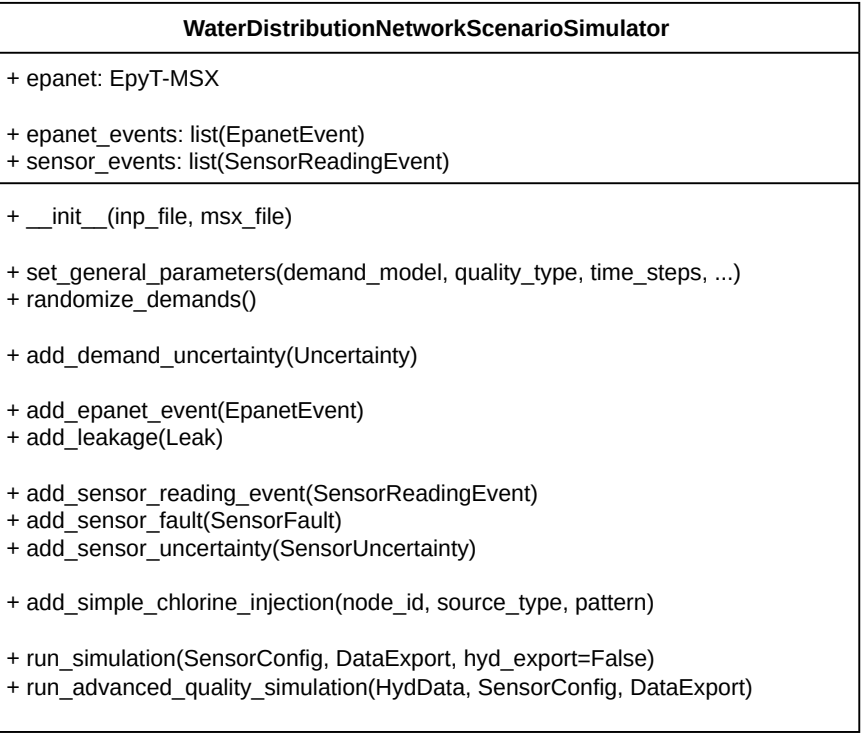 WaterDistributionNetworkScenarioSimulator
+ epanet: EpyT-MSX
+ epanet_events: list(EpanetEvent)
+ sensor_events: list(SensorReadingEvent)
+ __init__(inp_file, msx_file)
+ set_general_parameters(demand_model, quality_type, time_steps, ...)
+ randomize_demands()
+ add_demand_uncertainty(Uncertainty)
+ add_epanet_event(EpanetEvent)
+ add_leakage(Leak)
+ add_sensor_reading_event(SensorReadingEvent)
+ add_sensor_fault(SensorFault)
+ add_sensor_uncertainty(SensorUncertainty)
+ add_simple_chlorine_injection(node_id, source_type, pattern)
+ run_simulation(SensorConfig, DataExport, hyd_export=False)
+ run_advanced_quality_simulation(HydData, SensorConfig, DataExport)